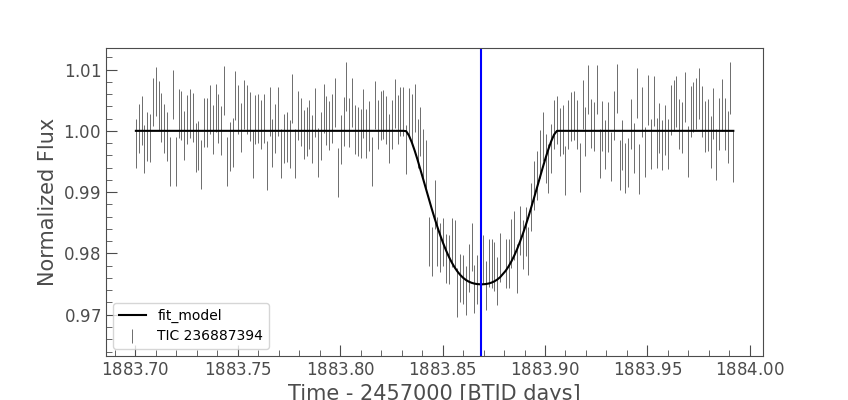 Normalized Flux
1.01
1.00
0.99
0.98
0.97
fit_model
TIC 236887394
1883.70 1883.75 1883.80 1883.85 1883.90 1883.95 1884.00
Time - 2457000 [BTJD days]